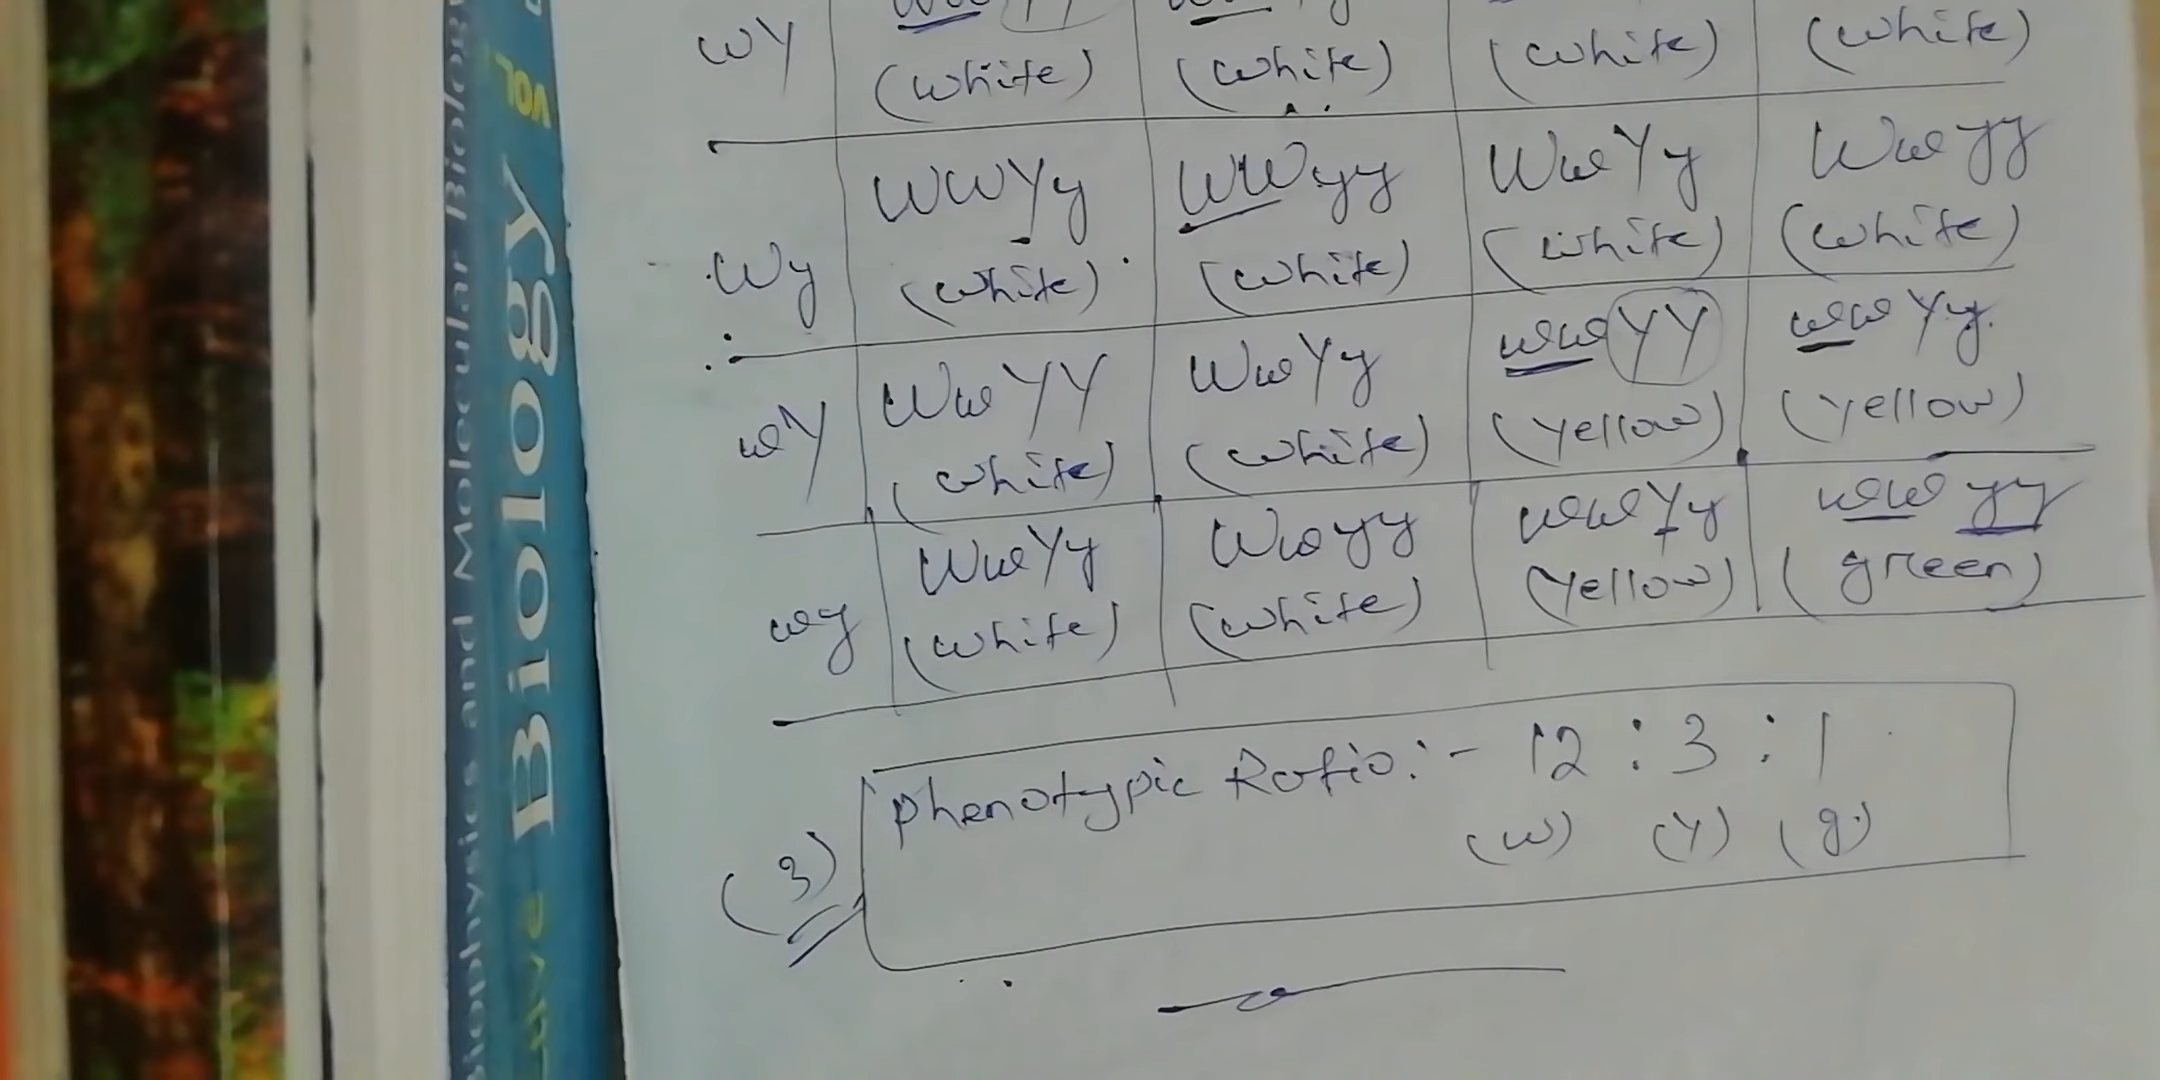 WY
(white) (white) (white) (white)
WWYy WWyy WwYy Wwyy
Wy (white) (white) (white) (white)
WwYY WwYy wwYY wwYy
wY (white) (white) (yellow) (yellow)
WwYy Wwyy wwYy wwyy
wy (white) (white) (yellow) (green)
Phenotypic Ratio:- 12 : 3 : 1
(W) (Y) (g)
(3)
Biophysics and Molecular Biology
Biology
VOL